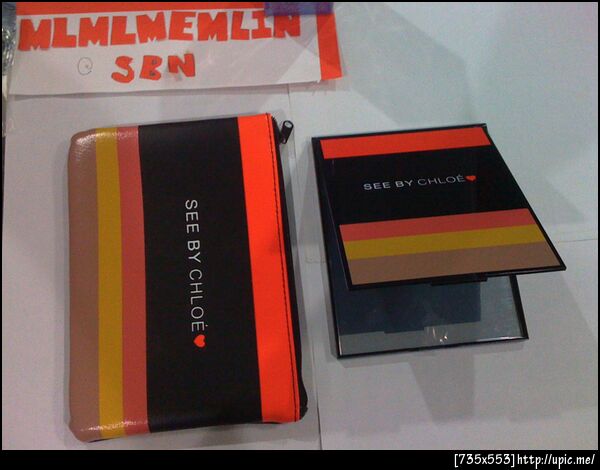 MLMLMEMLIN
@ SBN
SEE BY CHLOÉ♥
SEE BY CHLOÉ♥
[735x553]http://upic.me/